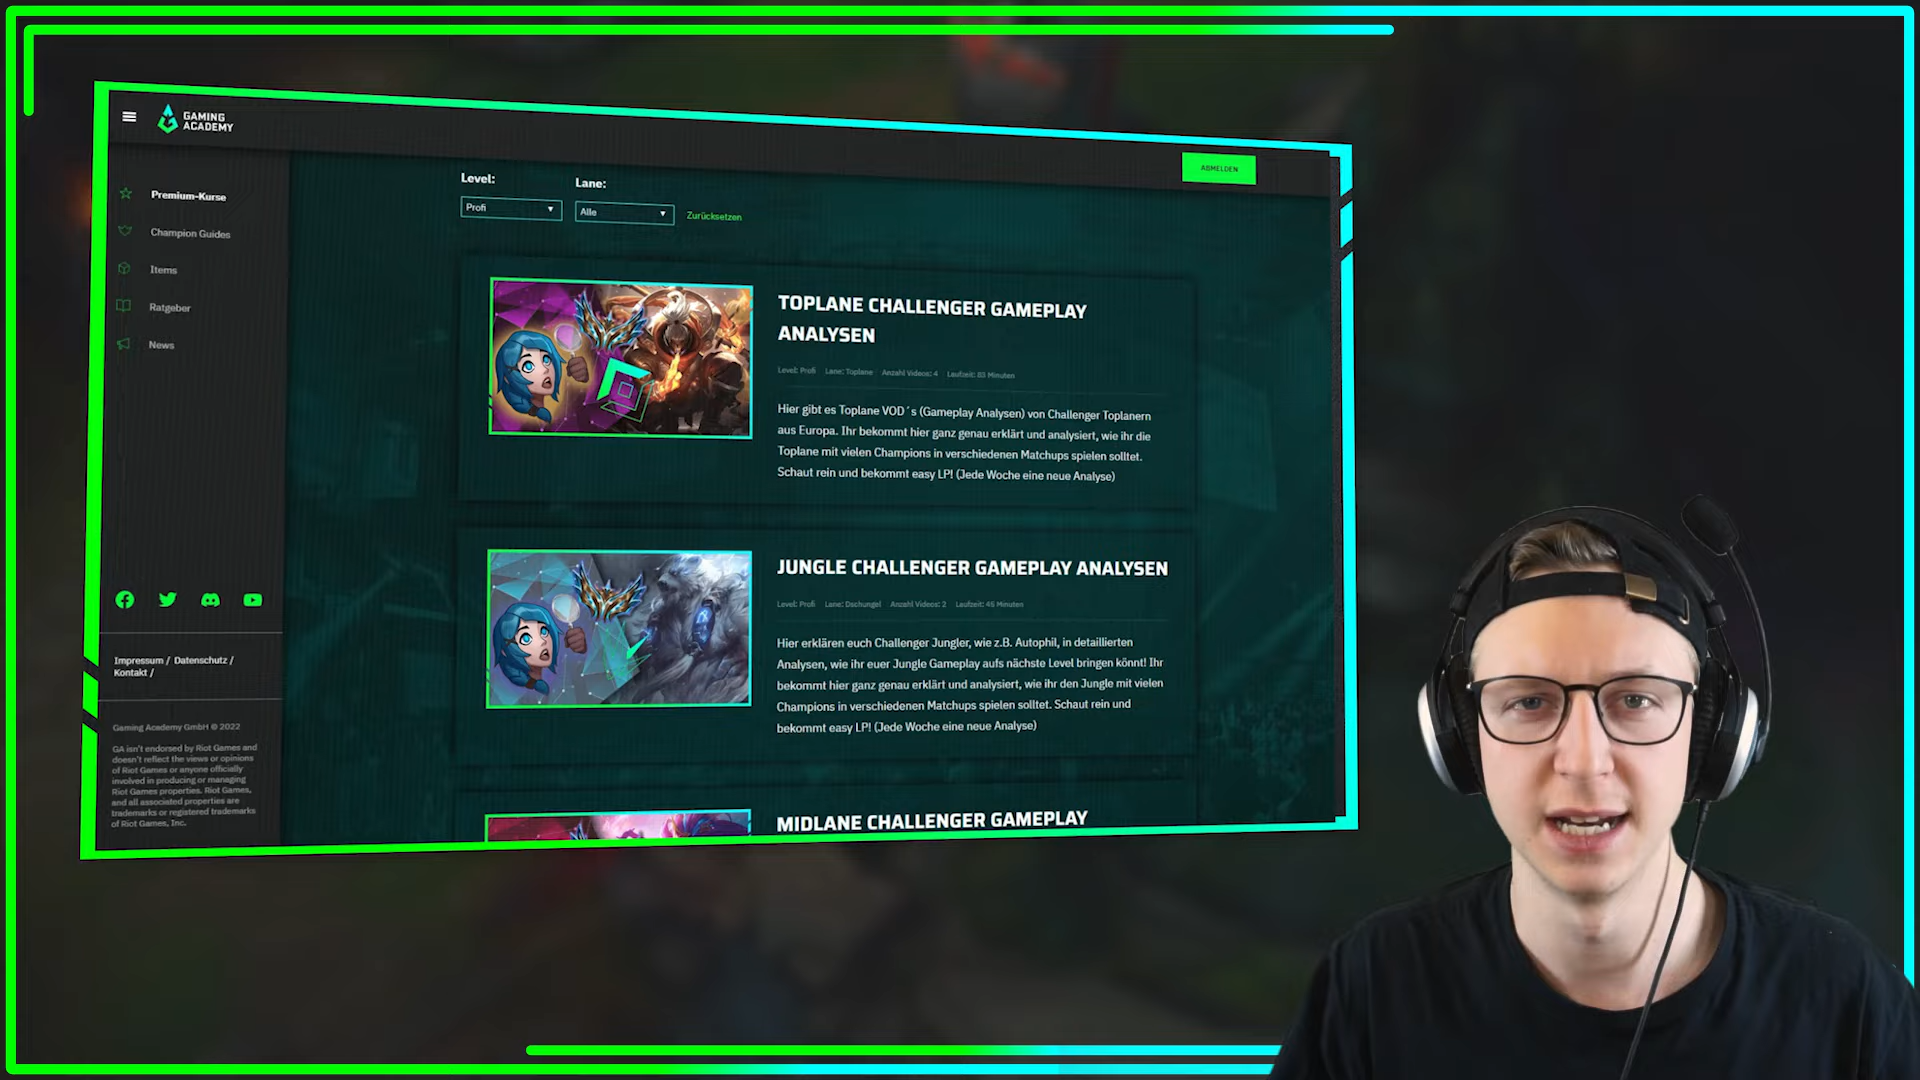 GAMING
ACADEMY
ABMELDEN
Premium-Kurse
Champion Guides
Items
Ratgeber
News
Impressum / Datenschutz /
Kontakt /
Gaming Academy GmbH © 2022
GA isn't endorsed by Riot Games and
doesn't reflect the views or opinions
of Riot Games or anyone officially
involved in producing or managing
Riot Games properties. Riot Games,
and all associated properties are
trademarks or registered trademarks
of Riot Games, Inc.
Level:
Lane:
Profi
Alle
Zurücksetzen
TOPLANE CHALLENGER GAMEPLAY
ANALYSEN
Level: Profi Lane: Toplane Anzahl Videos: 4 Laufzeit: 83 Minuten
Hier gibt es Toplane VOD´s (Gameplay Analysen) von Challenger Toplanern
aus Europa. Ihr bekommt hier ganz genau erklärt und analysiert, wie ihr die
Toplane mit vielen Champions in verschiedenen Matchups spielen solltet.
Schaut rein und bekommt easy LP! (Jede Woche eine neue Analyse)
JUNGLE CHALLENGER GAMEPLAY ANALYSEN
Level: Profi Lane: Dschungel Anzahl Videos: 2 Laufzeit: 45 Minuten
Hier erklären euch Challenger Jungler, wie z.B. Autophil, in detaillierten
Analysen, wie ihr euer Jungle Gameplay aufs nächste Level bringen könnt! Ihr
bekommt hier ganz genau erklärt und analysiert, wie ihr den Jungle mit vielen
Champions in verschiedenen Matchups spielen solltet. Schaut rein und
bekommt easy LP! (Jede Woche eine neue Analyse)
MIDLANE CHALLENGER GAMEPLAY